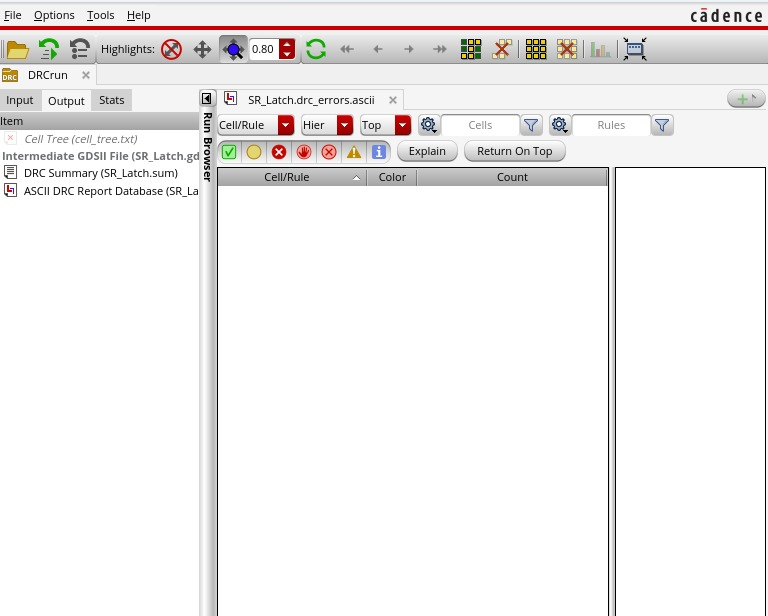 File Options Tools Help
cādence
Highlights: 0.80
DRC DRCrun
Input Output Stats
SR_Latch.drc_errors.ascii
Item
Cell/Rule Hier Top Cells Rules
Cell Tree (cell_tree.txt)
Intermediate GDSII File (SR_Latch.gd
Explain Return On Top
DRC Summary (SR_Latch.sum)
Cell/Rule Color Count
ASCII DRC Report Database (SR_La
Run Browser